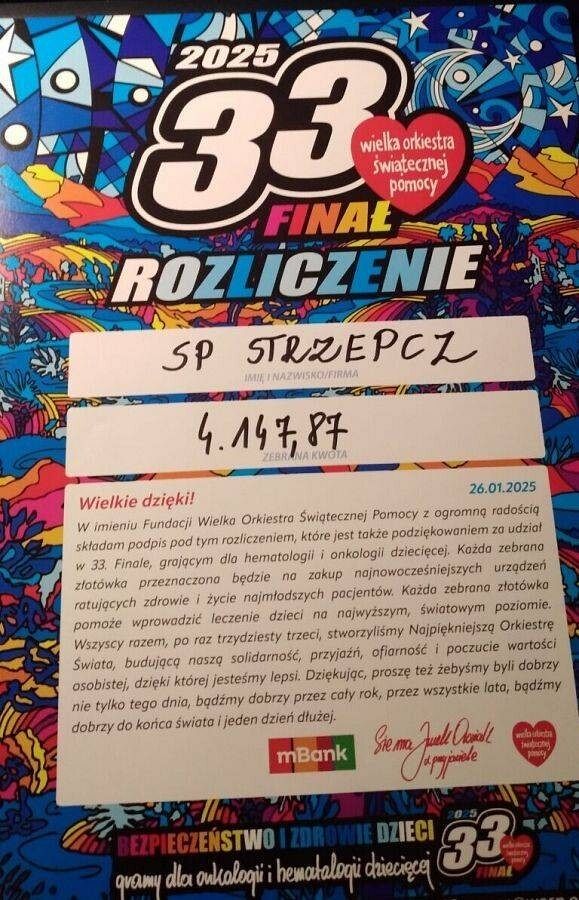 2025
33
wielka orkiestra
świątecznej
pomocy
FINAŁ
ROZLICZENIE
SP STRZEPCZ
IMIĘ I NAZWISKO/FIRMA
4.147,87
ZEBRANA KWOTA
Wielkie dzięki!
26.01.2025
W imieniu Fundacji Wielka Orkiestra Świątecznej Pomocy z ogromną radością
składam podpis pod tym rozliczeniem, które jest także podziękowaniem za udział
w 33. Finale, grającym dla hematologii i onkologii dziecięcej. Każda zebrana
złotówka przeznaczona będzie na zakup najnowocześniejszych urządzeń
ratujących zdrowie i życie najmłodszych pacjentów. Każda zebrana złotówka
pomoże wprowadzić leczenie dzieci na najwyższym, światowym poziomie.
Wszyscy razem, po raz trzydziesty trzeci, stworzyliśmy Najpiękniejszą Orkiestrę
Świata, budującą naszą solidarność, przyjaźń, ofiarność i poczucie wartości
osobistej, dzięki której jesteśmy lepsi. Dziękując, proszę też żebyśmy byli dobrzy
nie tylko tego dnia, bądźmy dobrzy przez cały rok, przez wszystkie lata, bądźmy
dobrzy do końca świata i jeden dzień dłużej.
mBank
Sie ma Jurek Owsiak
z przyjaciele
wielka orkiestra
świątecznej
pomocy
BEZPIECZEŃSTWO I ZDROWIE DZIECI
gramy dla onkologii i hematologii dziecięcej
2025
33
FINAŁ